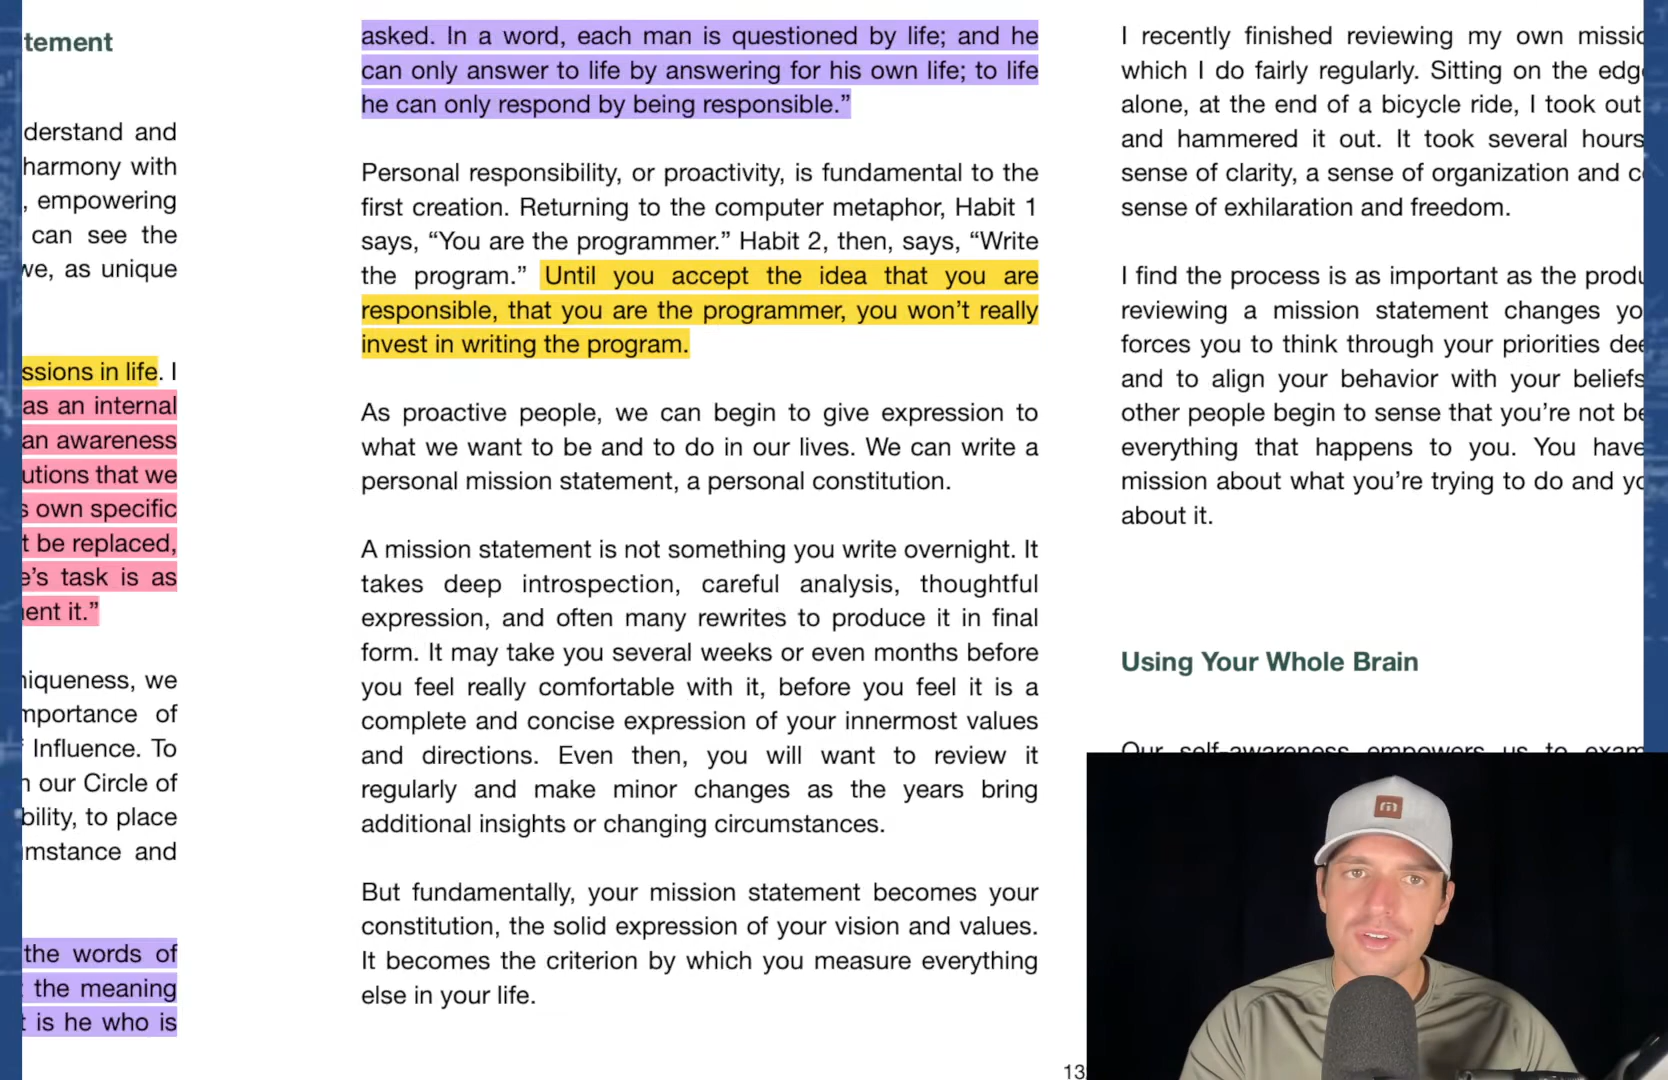 tement
derstand and
harmony with
, empowering
can see the
we, as unique
ssions in life. I
as an internal
an awareness
utions that we
s own specific
t be replaced,
e's task is as
ent it.”
niqueness, we
mportance of
Influence. To
our Circle of
bility, to place
mstance and
the words of
the meaning
t is he who is
asked. In a word, each man is questioned by life; and he
can only answer to life by answering for his own life; to life
he can only respond by being responsible.”
Personal responsibility, or proactivity, is fundamental to the
first creation. Returning to the computer metaphor, Habit 1
says, “You are the programmer.” Habit 2, then, says, “Write
the program.” Until you accept the idea that you are
responsible, that you are the programmer, you won’t really
invest in writing the program.
As proactive people, we can begin to give expression to
what we want to be and to do in our lives. We can write a
personal mission statement, a personal constitution.
A mission statement is not something you write overnight. It
takes deep introspection, careful analysis, thoughtful
expression, and often many rewrites to produce it in final
form. It may take you several weeks or even months before
you feel really comfortable with it, before you feel it is a
complete and concise expression of your innermost values
and directions. Even then, you will want to review it
regularly and make minor changes as the years bring
additional insights or changing circumstances.
But fundamentally, your mission statement becomes your
constitution, the solid expression of your vision and values.
It becomes the criterion by which you measure everything
else in your life.
13
I recently finished reviewing my own missio
which I do fairly regularly. Sitting on the edg
alone, at the end of a bicycle ride, I took out
and hammered it out. It took several hours
sense of clarity, a sense of organization and c
sense of exhilaration and freedom.
I find the process is as important as the produ
reviewing a mission statement changes yo
forces you to think through your priorities dee
and to align your behavior with your beliefs
other people begin to sense that you’re not be
everything that happens to you. You have
mission about what you’re trying to do and yo
about it.
Using Your Whole Brain
Our self-awareness empowers us to exam